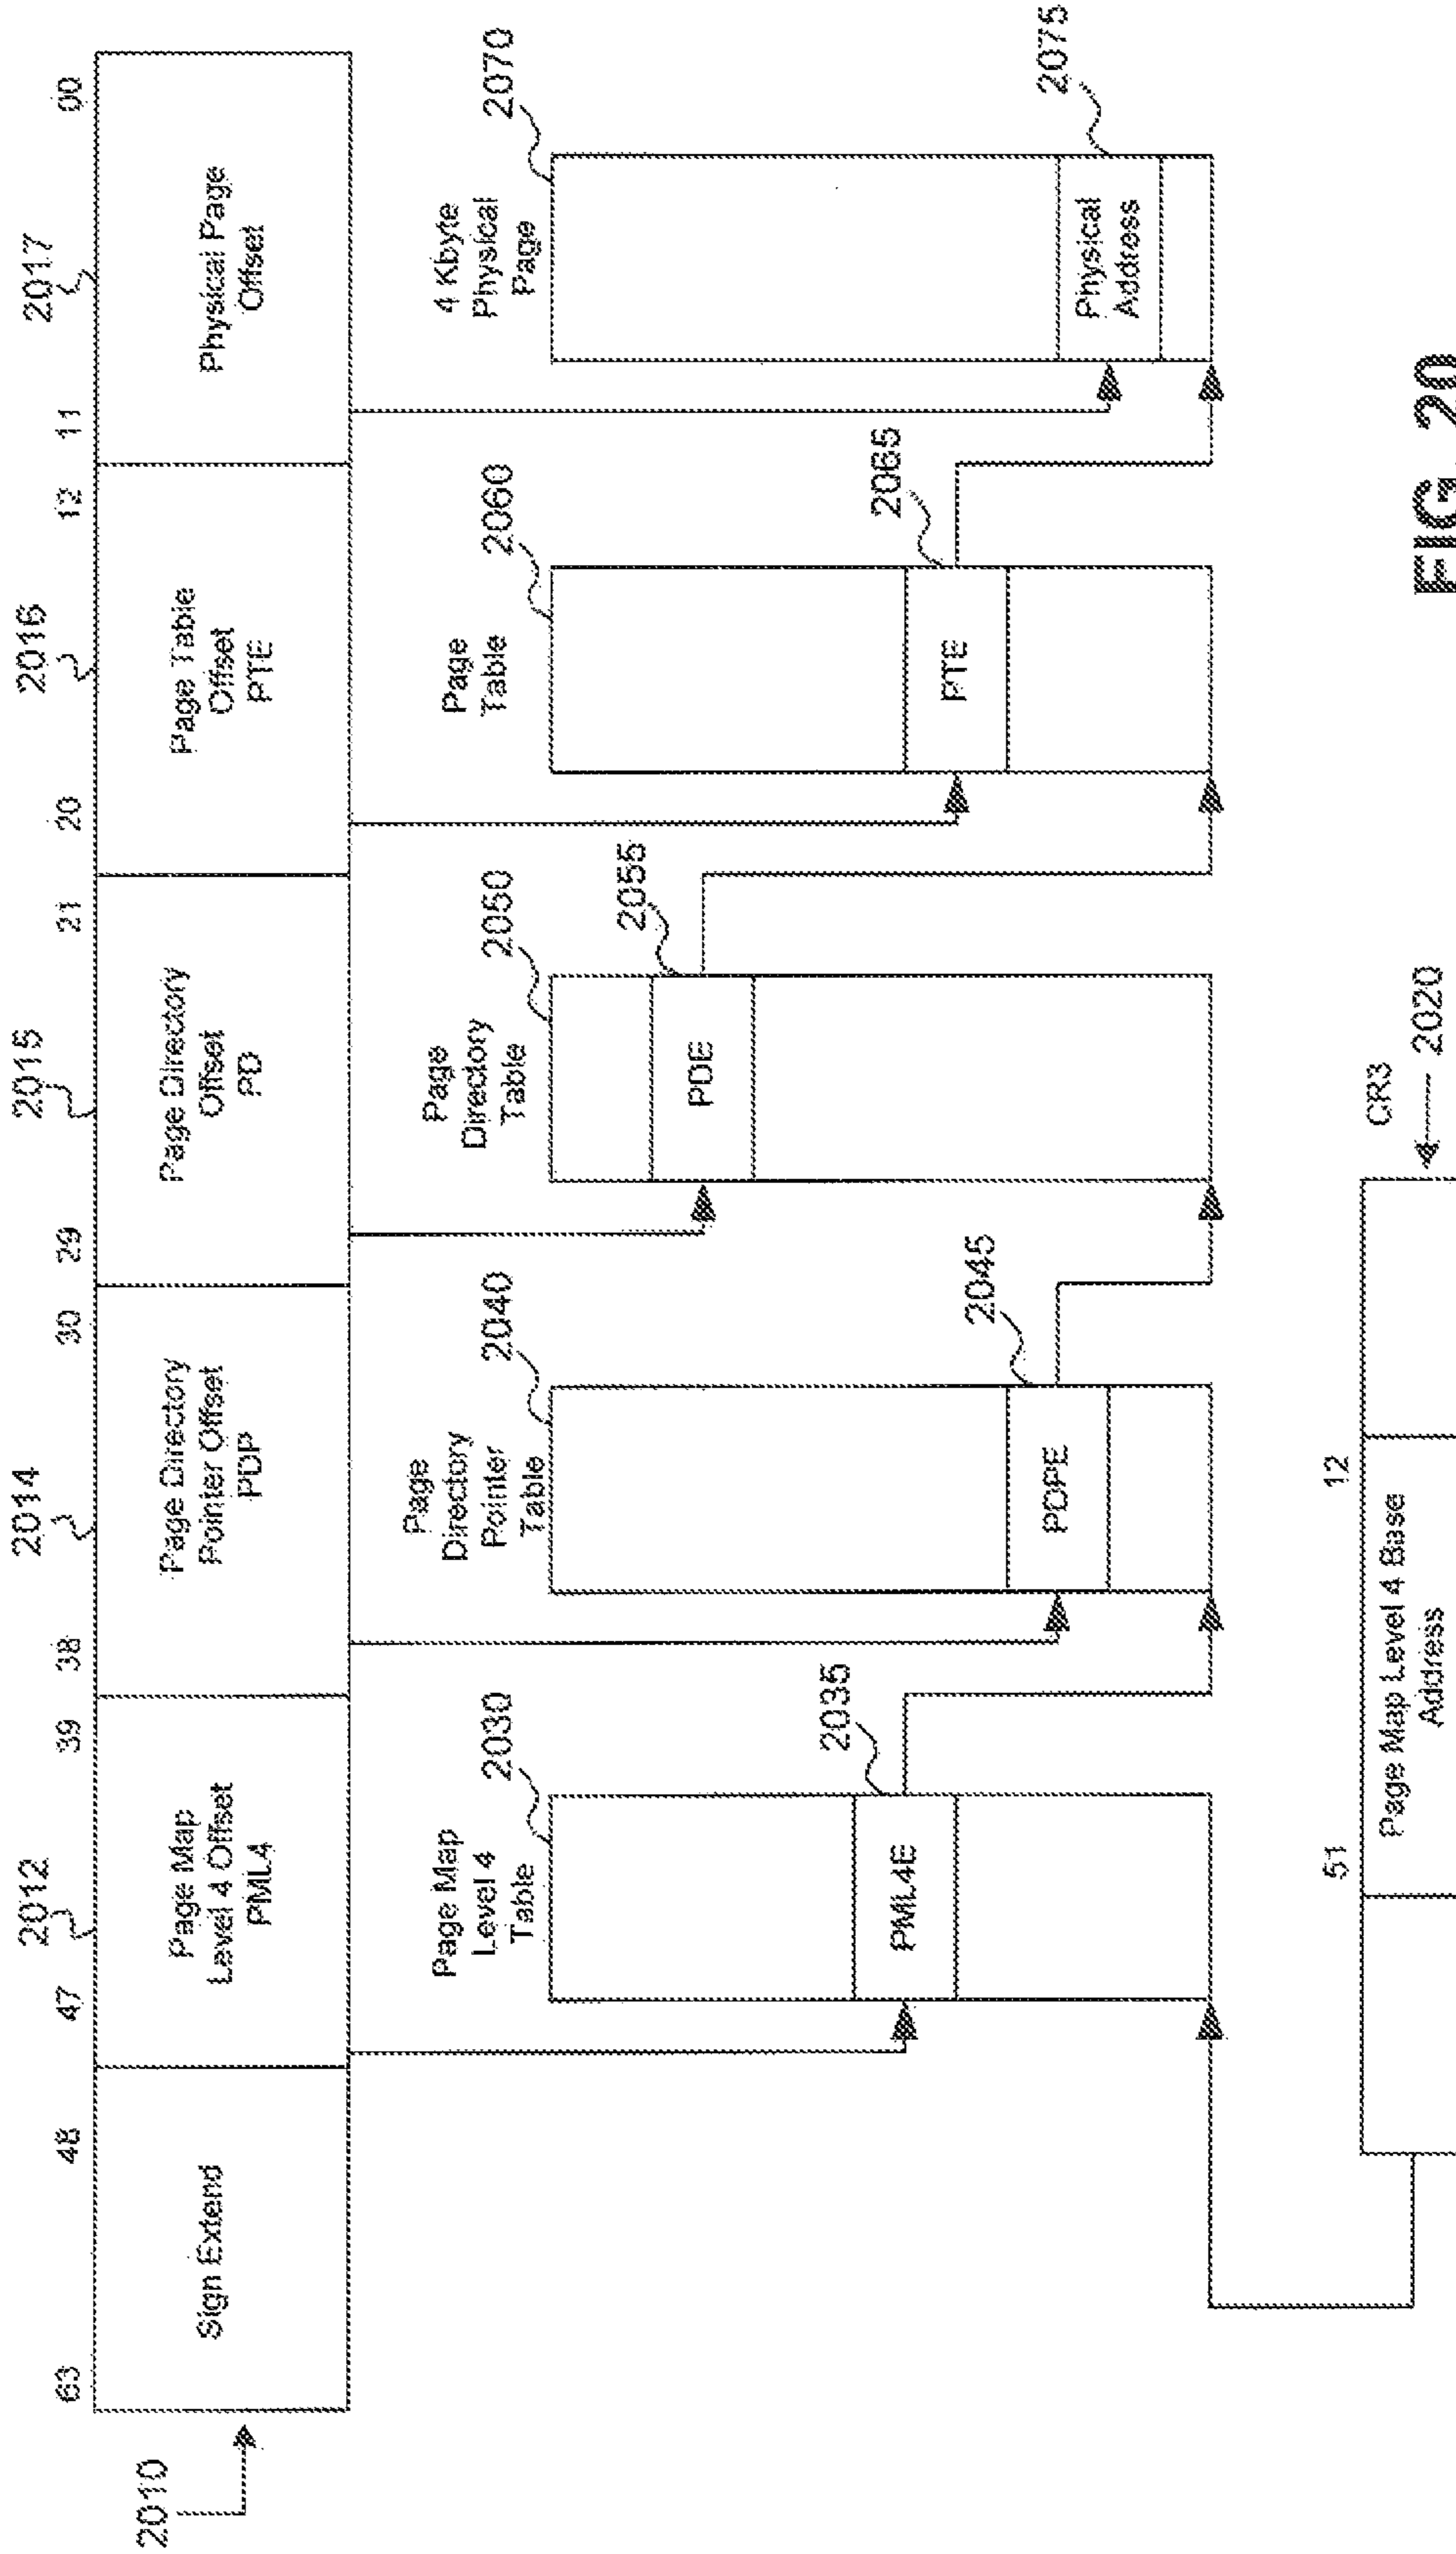 2012
2014
2015
2016
2017
63
48
47
39
38
30
29
21
20
12
11
00
2010
Sign Extend
Page Map
Level 4 Offset
PML4
Page Directory
Pointer Offset
PDP
Page Directory
Offset
PD
Page Table
Offset
PTE
Physical Page
Offset
Page Map
Level 4
Table
2030
PML4E
2035
Page
Directory
Pointer
Table
2040
PDPE
2045
Page
Directory
Table
2050
PDE
2055
Page
Table
2060
PTE
2065
4 Kbyte
Physical
Page
2070
Physical
Address
2075
51
12
Page Map Level 4 Base
Address
CR3
2020
FIG. 20